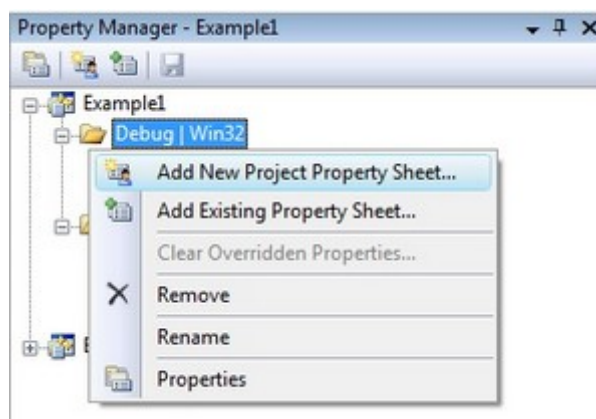 Property Manager - Example1
Example1
Debug | Win32
Add New Project Property Sheet...
Add Existing Property Sheet...
Clear Overridden Properties...
Remove
Rename
Properties